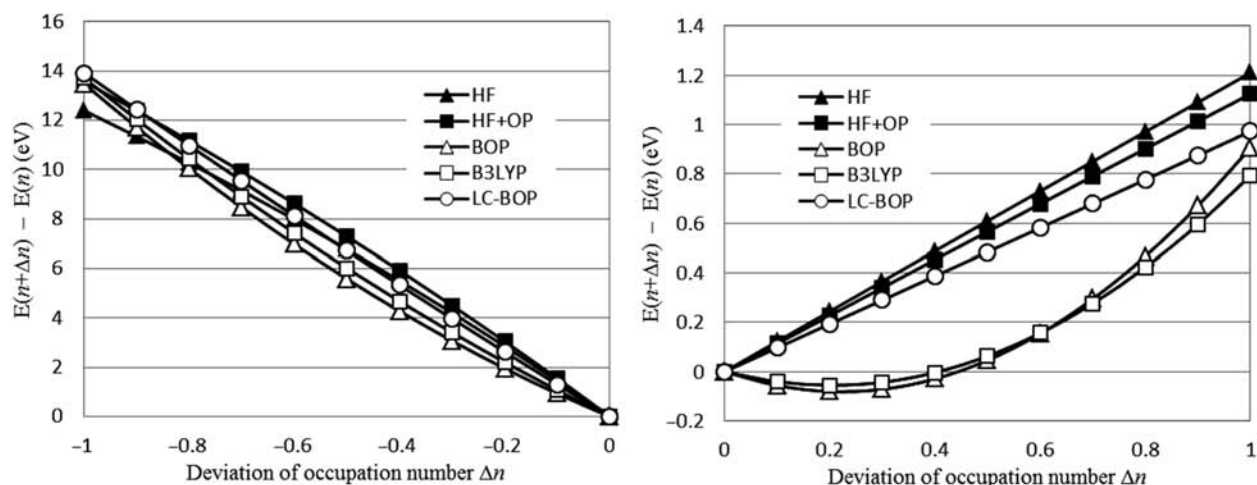 E(n+Δn) − E(n) (eV)
16
14
12
10
8
6
4
2
0
HF
HF+OP
BOP
B3LYP
LC-BOP
−1
−0.8
−0.6
−0.4
−0.2
0
Deviation of occupation number Δn
E(n+Δn) − E(n) (eV)
1.4
1.2
1
0.8
0.6
0.4
0.2
0
−0.2
HF
HF+OP
BOP
B3LYP
LC-BOP
0
0.2
0.4
0.6
0.8
1
Deviation of occupation number Δn